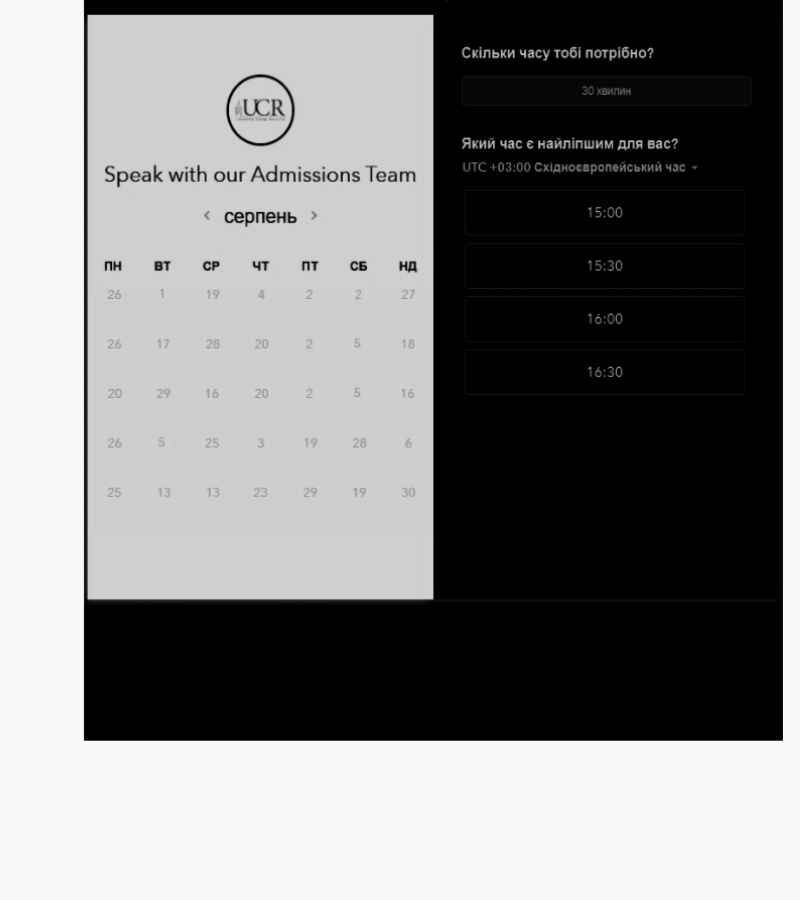 UCR
Speak with our Admissions Team
серпень
ПН ВТ СР ЧТ ПТ СБ НД
26 1 19 4 2 2 27
26 17 28 20 2 5 18
20 29 16 20 2 5 16
26 5 25 3 19 28 6
25 13 13 23 29 19 30
Скільки часу тобі потрібно?
30 хвилин
Який час є найліпшим для вас?
UTC +03:00 Східноєвропейський час
15:00
15:30
16:00
16:30